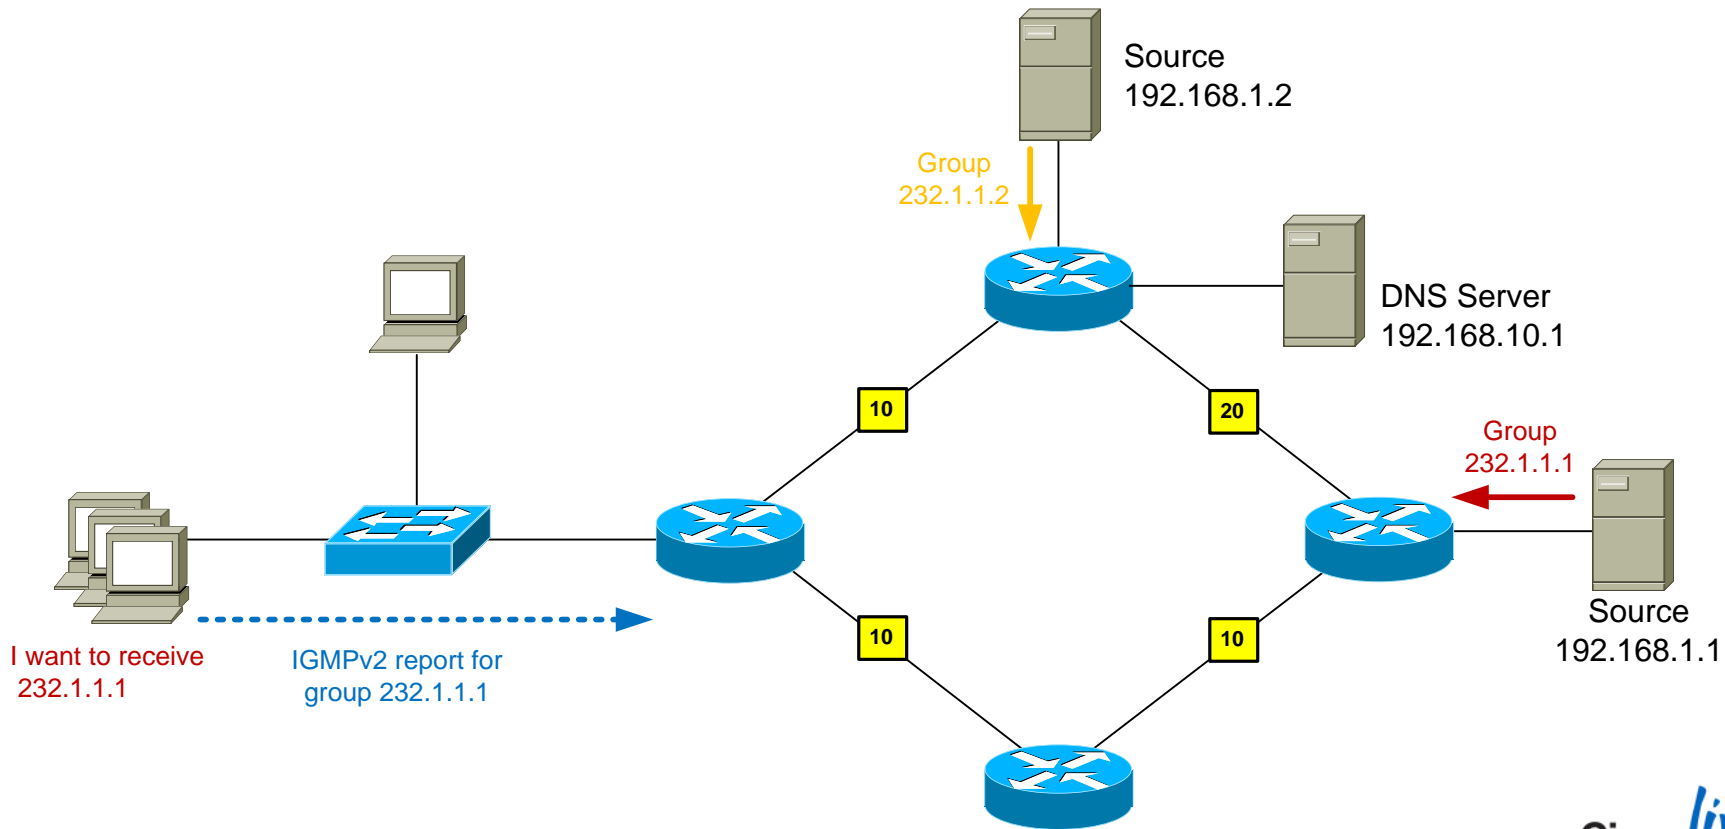 Source
192.168.1.2
Group
232.1.1.2
DNS Server
192.168.10.1
10
20
Group
232.1.1.1
10
10
Source
192.168.1.1
I want to receive
232.1.1.1
IGMPv2 report for
group 232.1.1.1